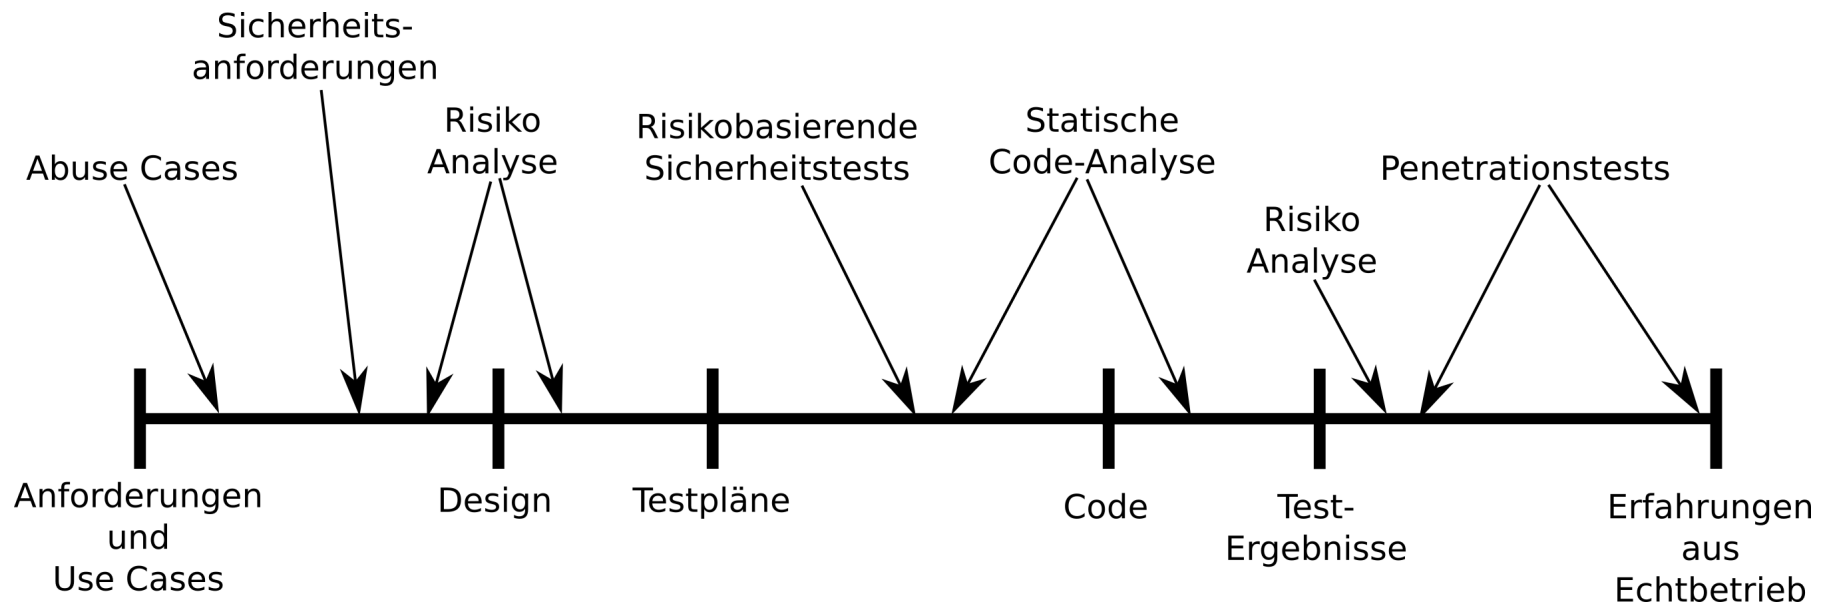 Sicherheits-
anforderungen
Abuse Cases
Risiko
Analyse
Risikobasierende
Sicherheitstests
Statische
Code-Analyse
Risiko
Analyse
Penetrationstests
Anforderungen
und
Use Cases
Design
Testpläne
Code
Test-
Ergebnisse
Erfahrungen
aus
Echtbetrieb